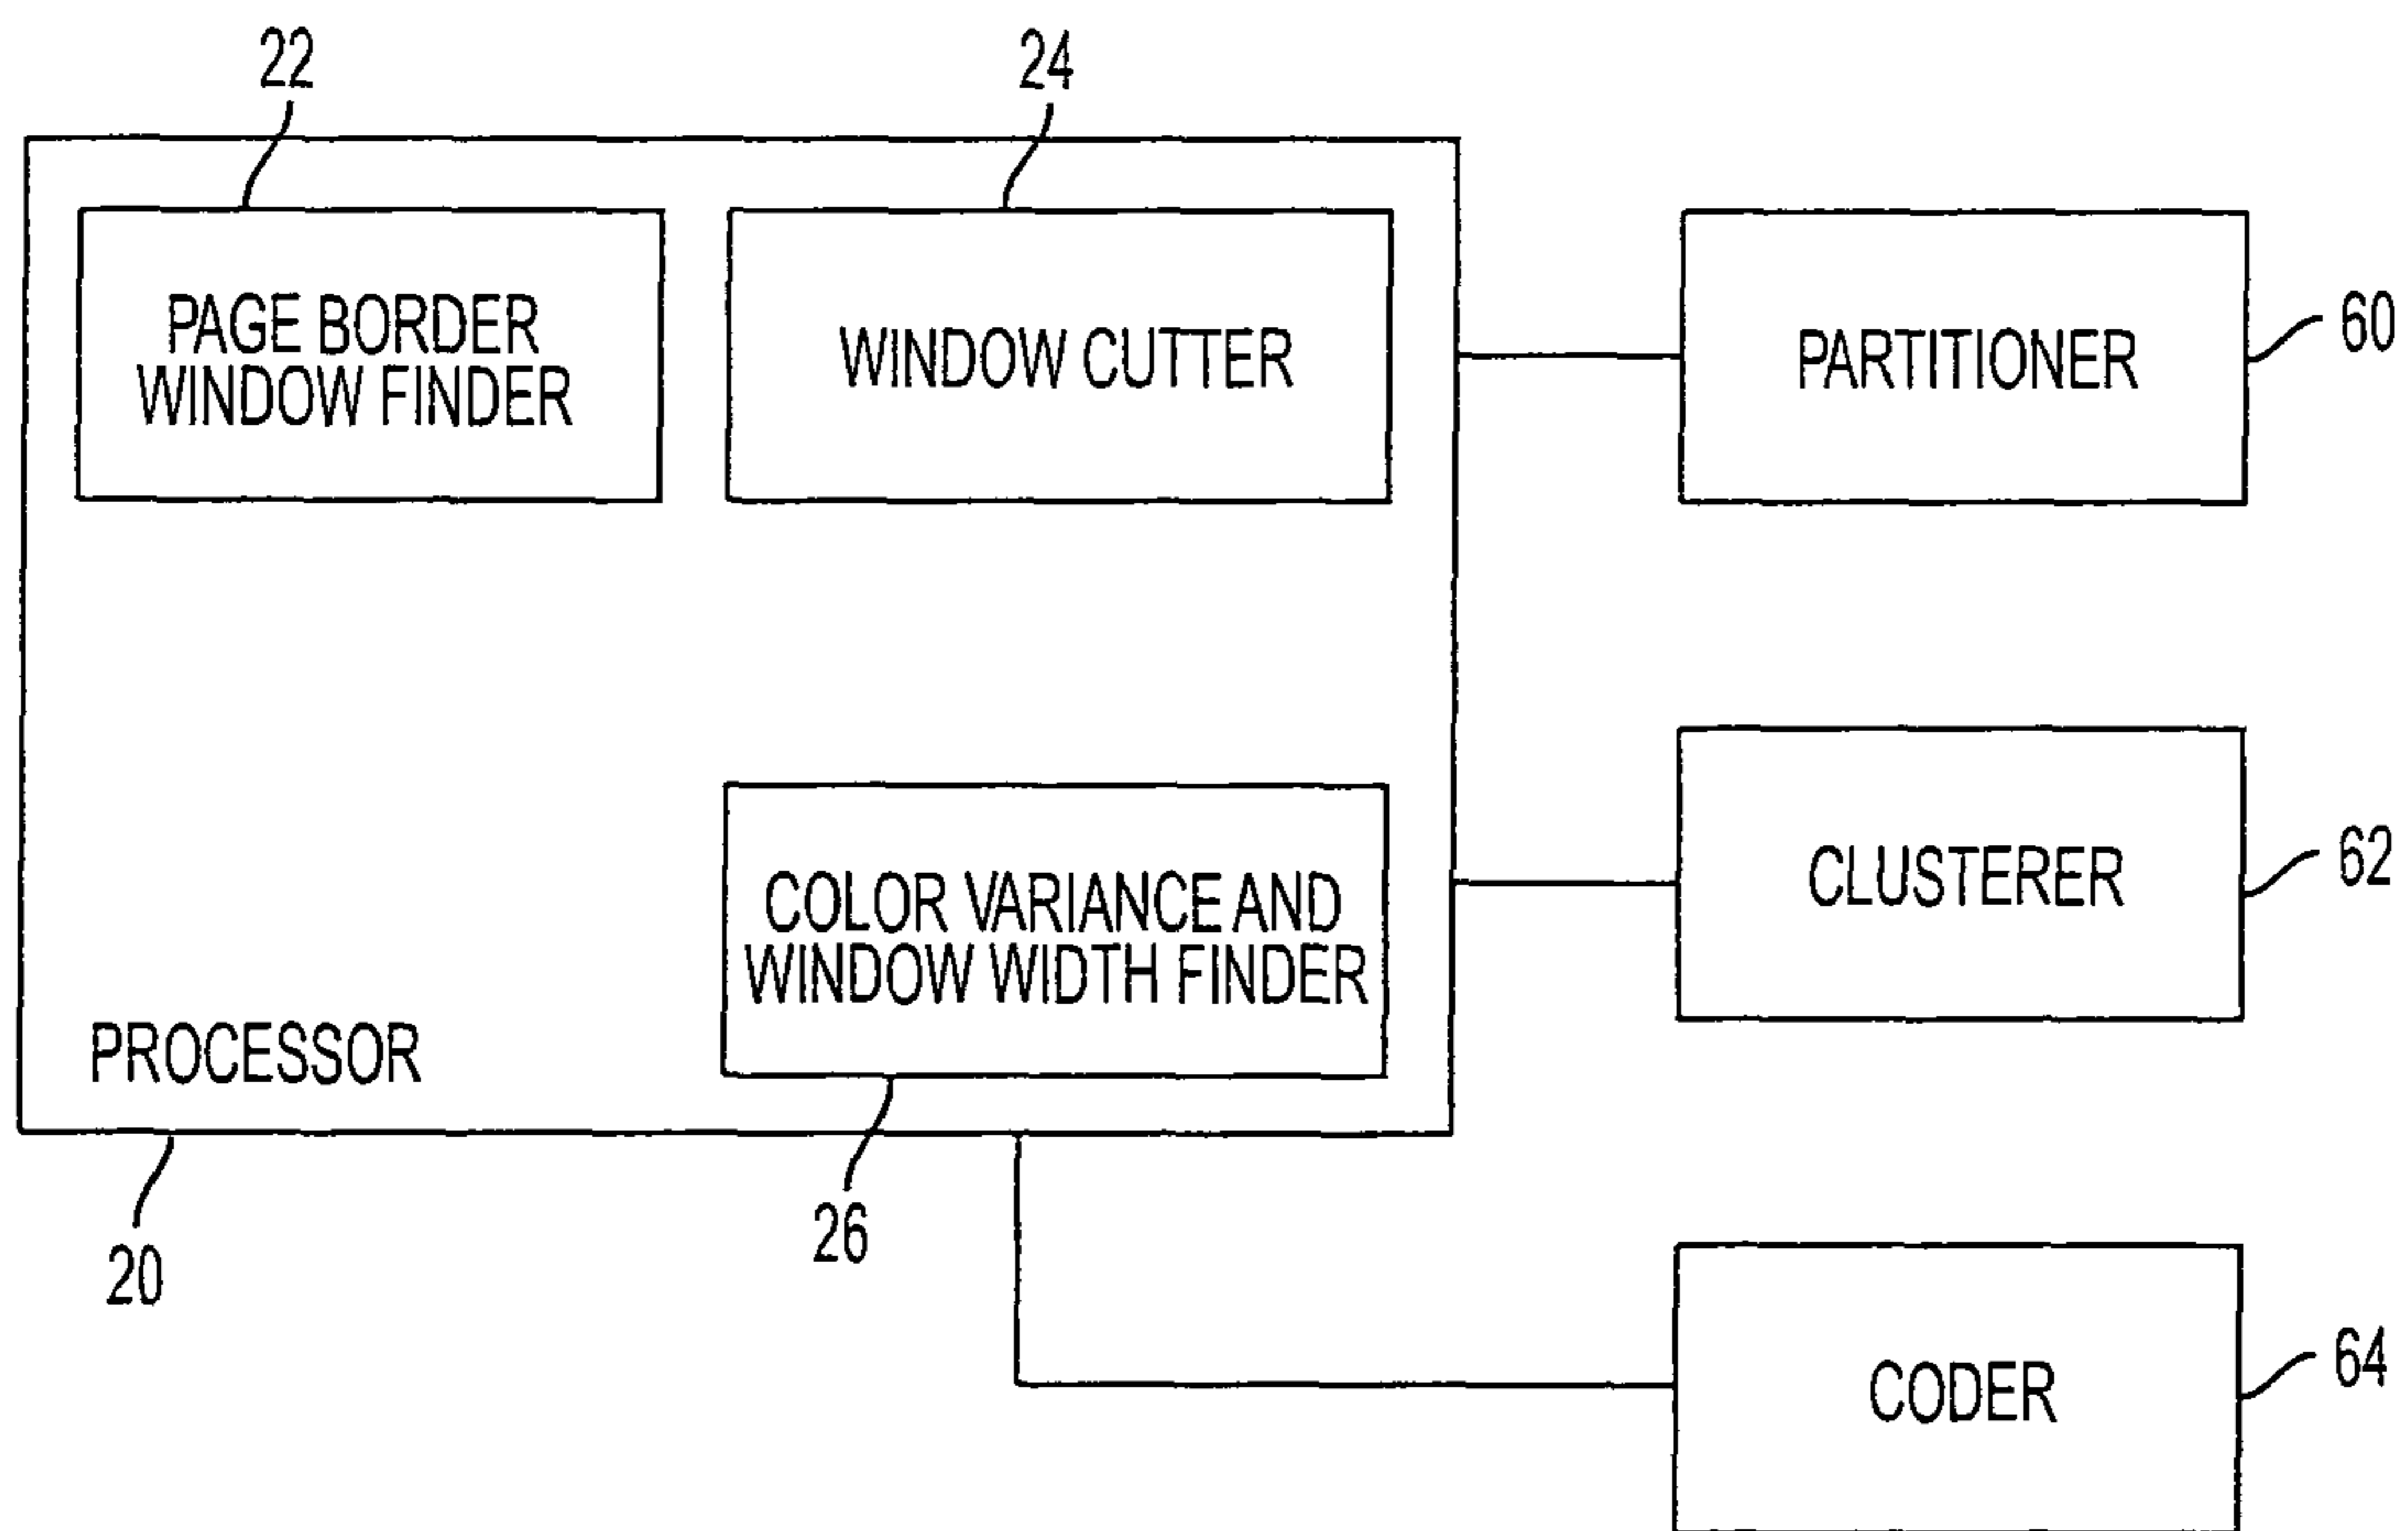 22
24
PAGE BORDER
WINDOW FINDER
WINDOW CUTTER
PARTITIONER
60
COLOR VARIANCE AND
WINDOW WIDTH FINDER
CLUSTERER
62
PROCESSOR
20
26
CODER
64